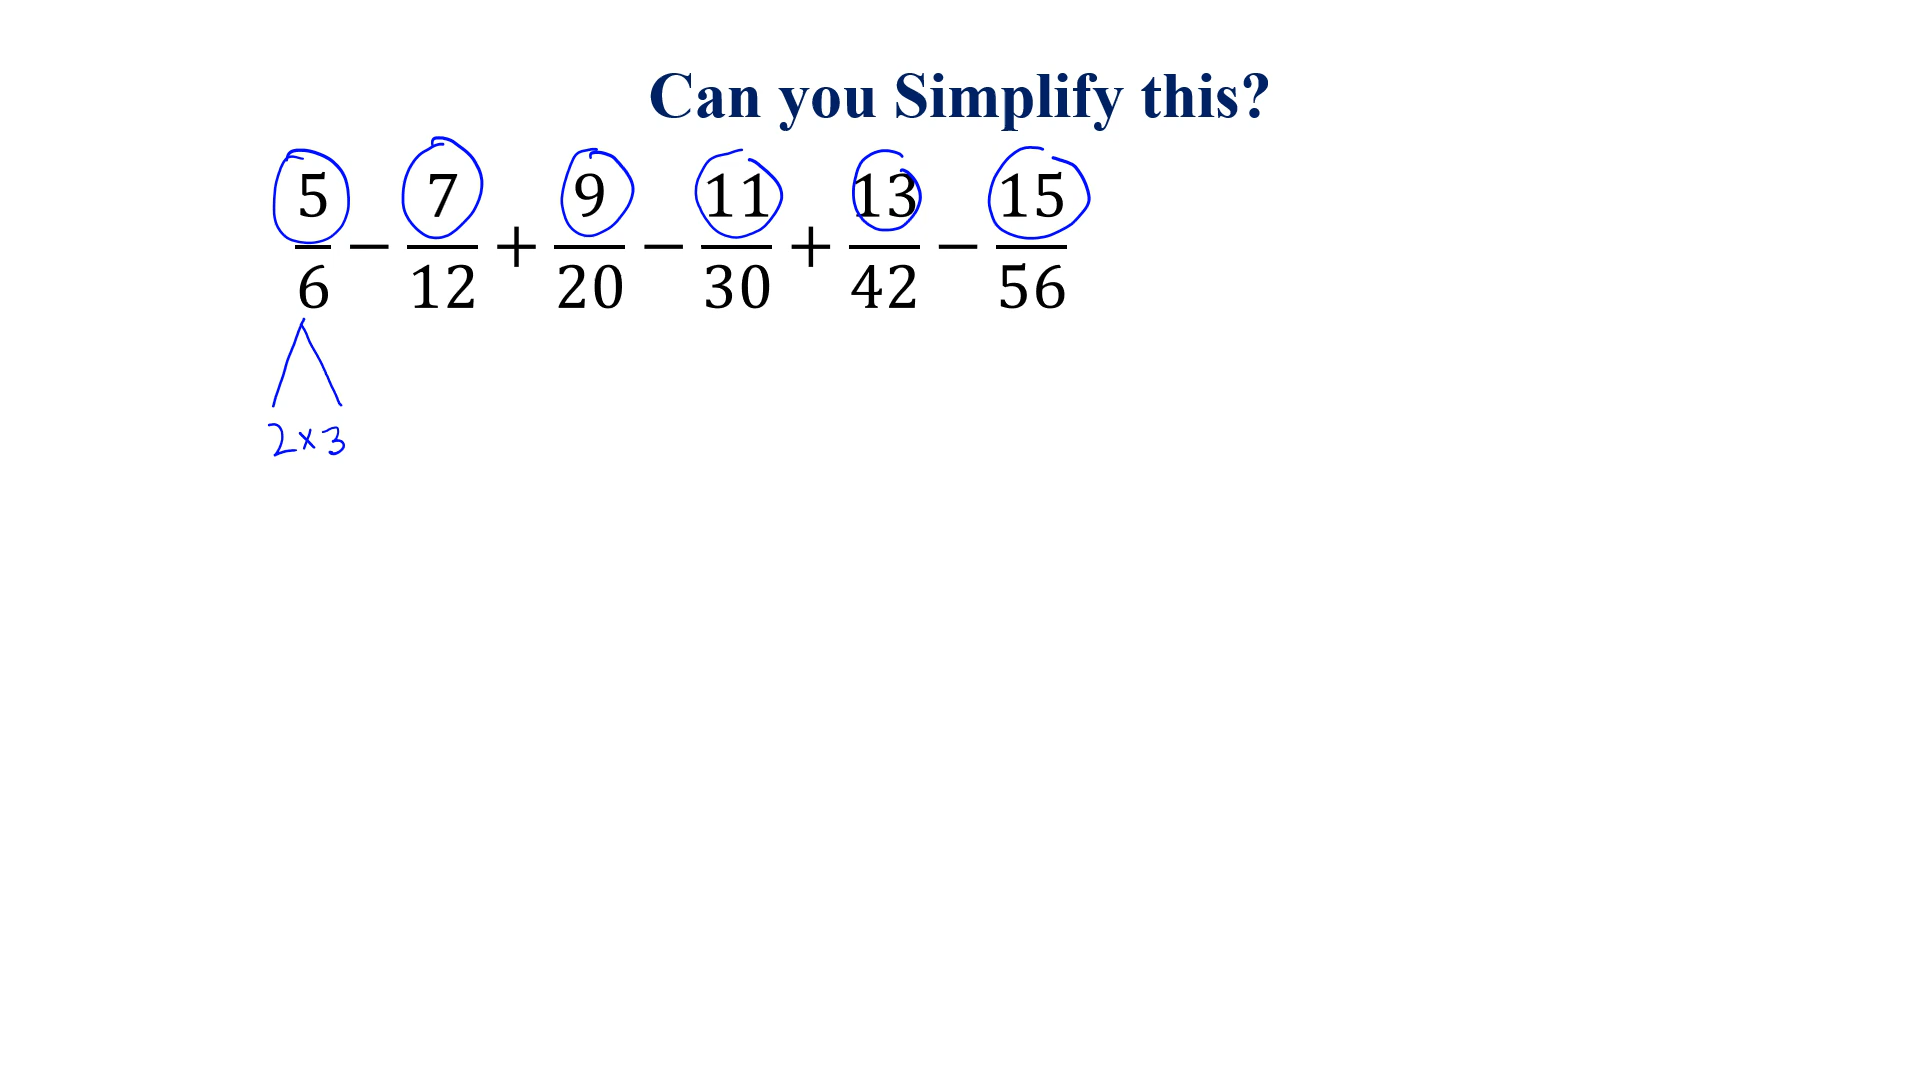 Can you Simplify this?
5/6 − 7/12 + 9/20 − 11/30 + 13/42 − 15/56
2×3